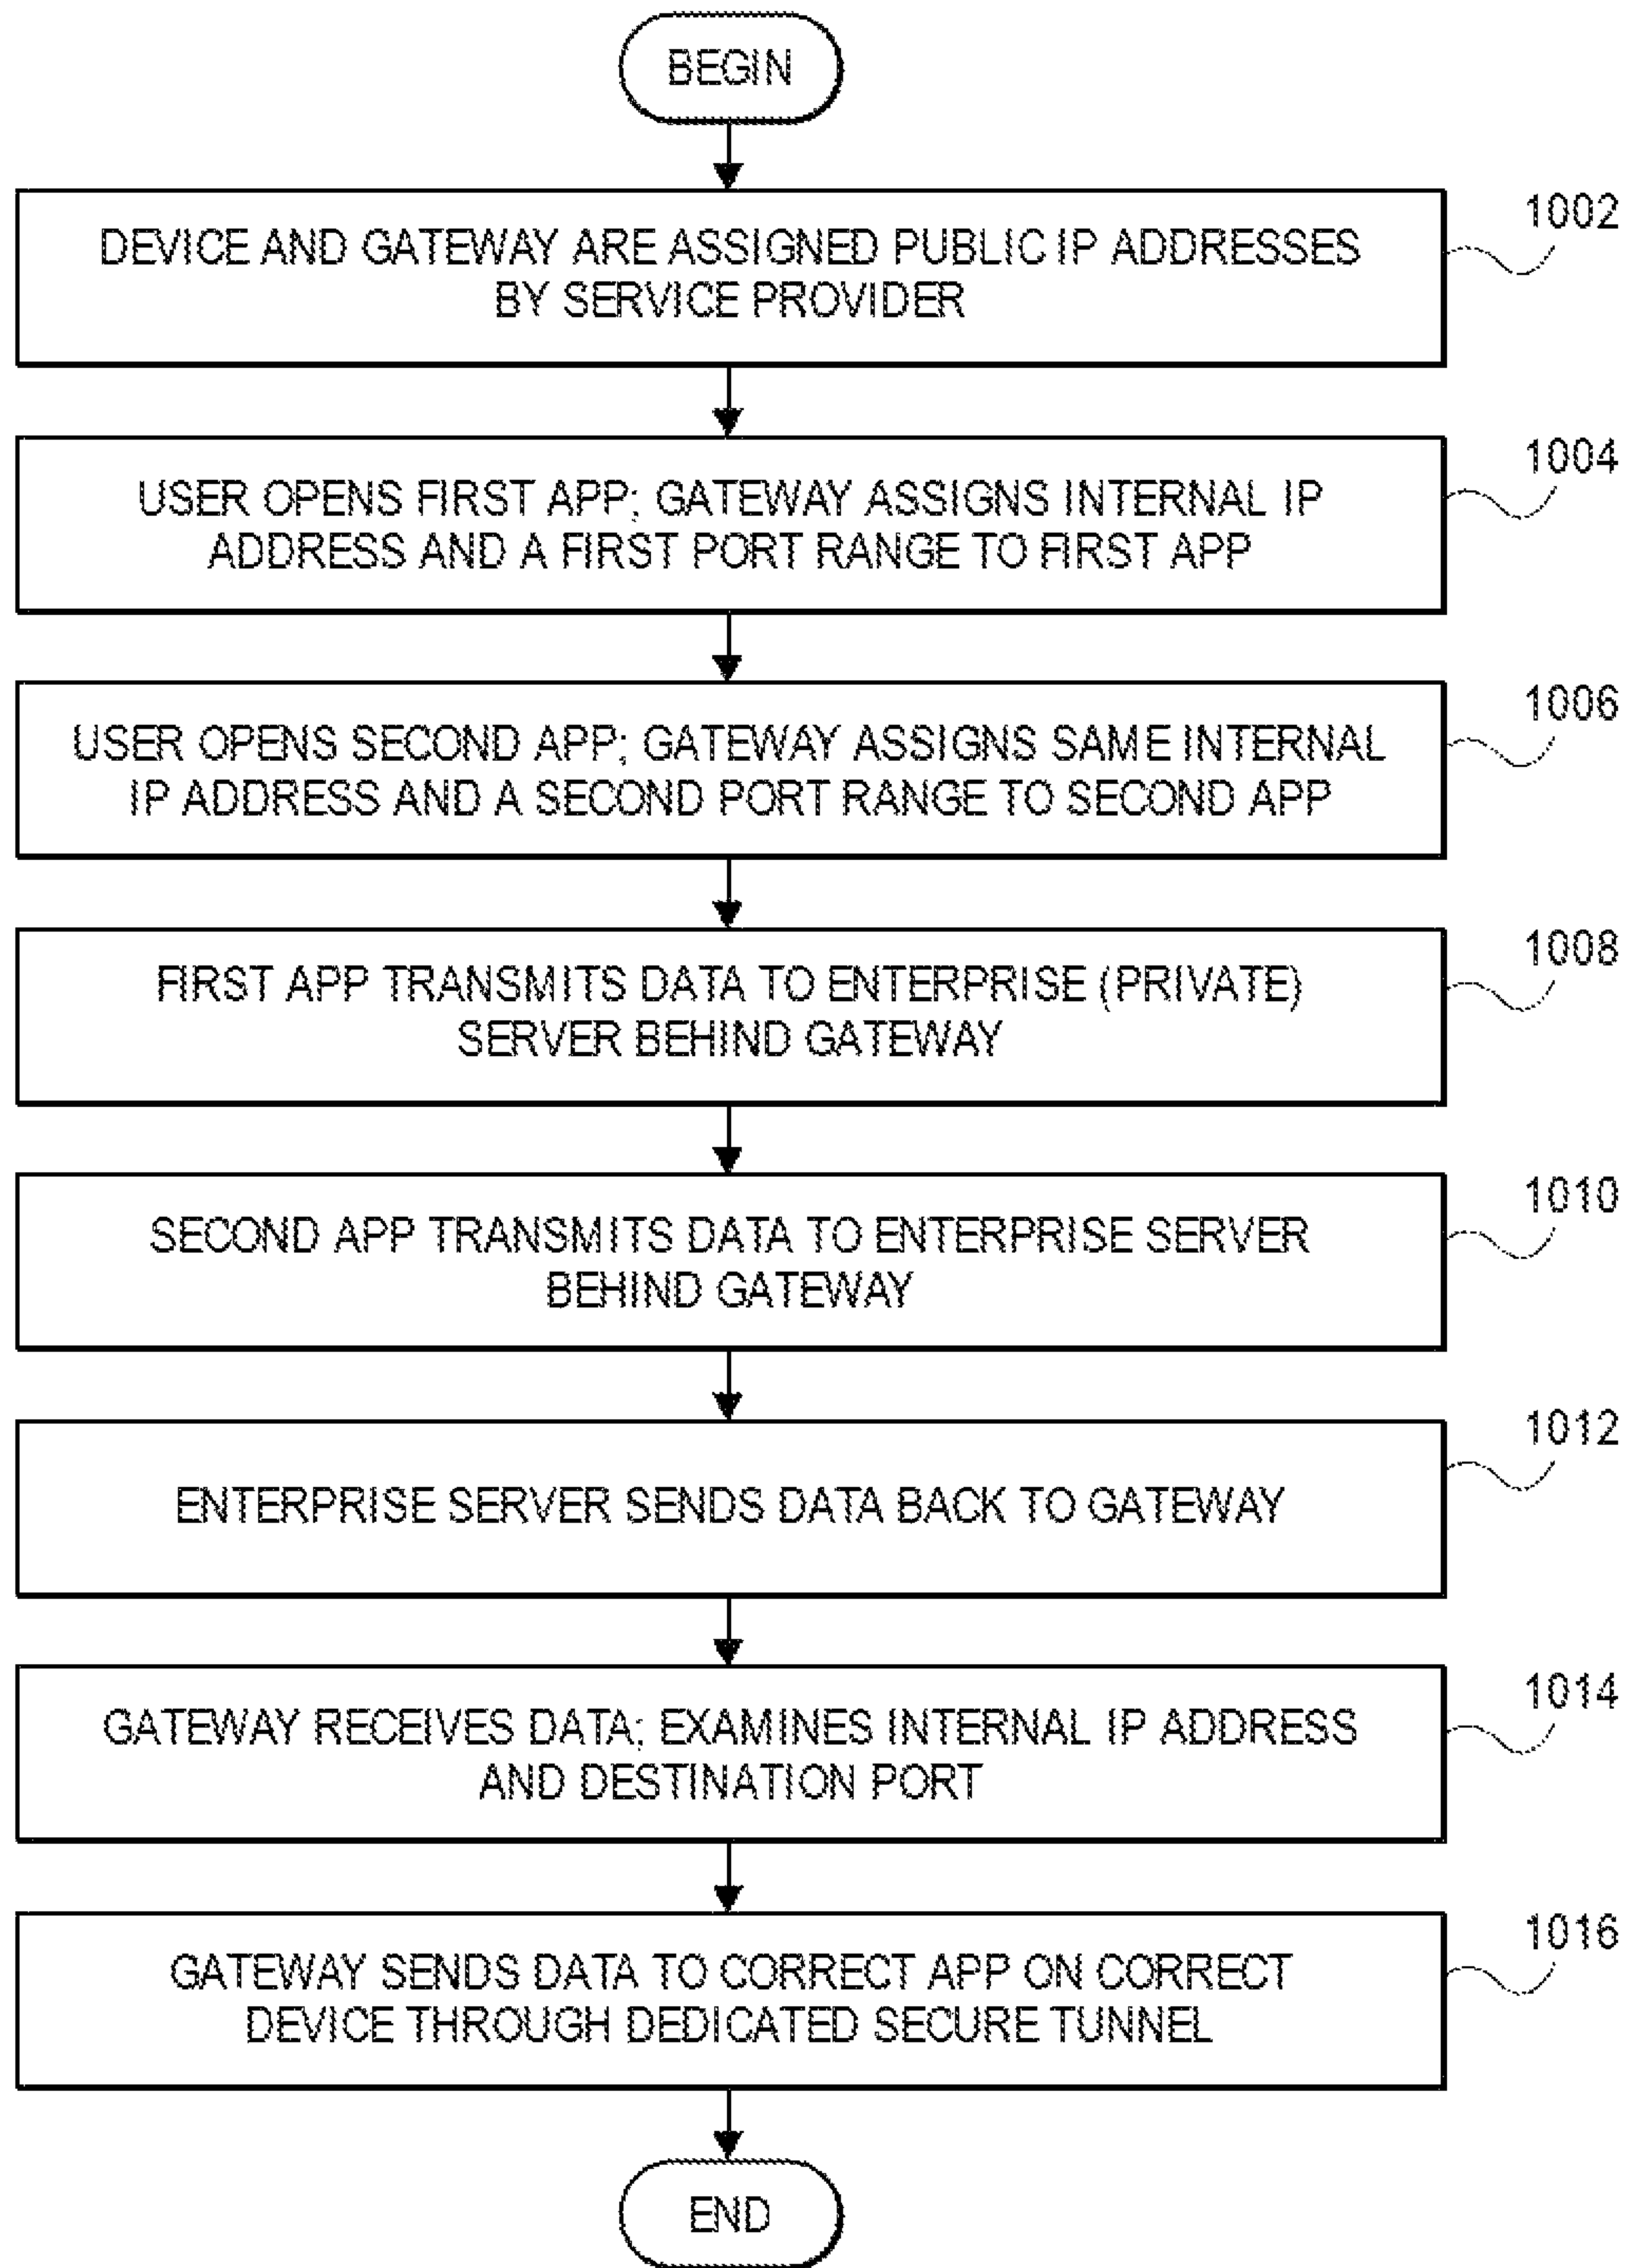 BEGIN
DEVICE AND GATEWAY ARE ASSIGNED PUBLIC IP ADDRESSES
BY SERVICE PROVIDER
1002
USER OPENS FIRST APP; GATEWAY ASSIGNS INTERNAL IP
ADDRESS AND A FIRST PORT RANGE TO FIRST APP
1004
USER OPENS SECOND APP; GATEWAY ASSIGNS SAME INTERNAL
IP ADDRESS AND A SECOND PORT RANGE TO SECOND APP
1006
FIRST APP TRANSMITS DATA TO ENTERPRISE (PRIVATE)
SERVER BEHIND GATEWAY
1008
SECOND APP TRANSMITS DATA TO ENTERPRISE SERVER
BEHIND GATEWAY
1010
ENTERPRISE SERVER SENDS DATA BACK TO GATEWAY
1012
GATEWAY RECEIVES DATA; EXAMINES INTERNAL IP ADDRESS
AND DESTINATION PORT
1014
GATEWAY SENDS DATA TO CORRECT APP ON CORRECT
DEVICE THROUGH DEDICATED SECURE TUNNEL
1016
END